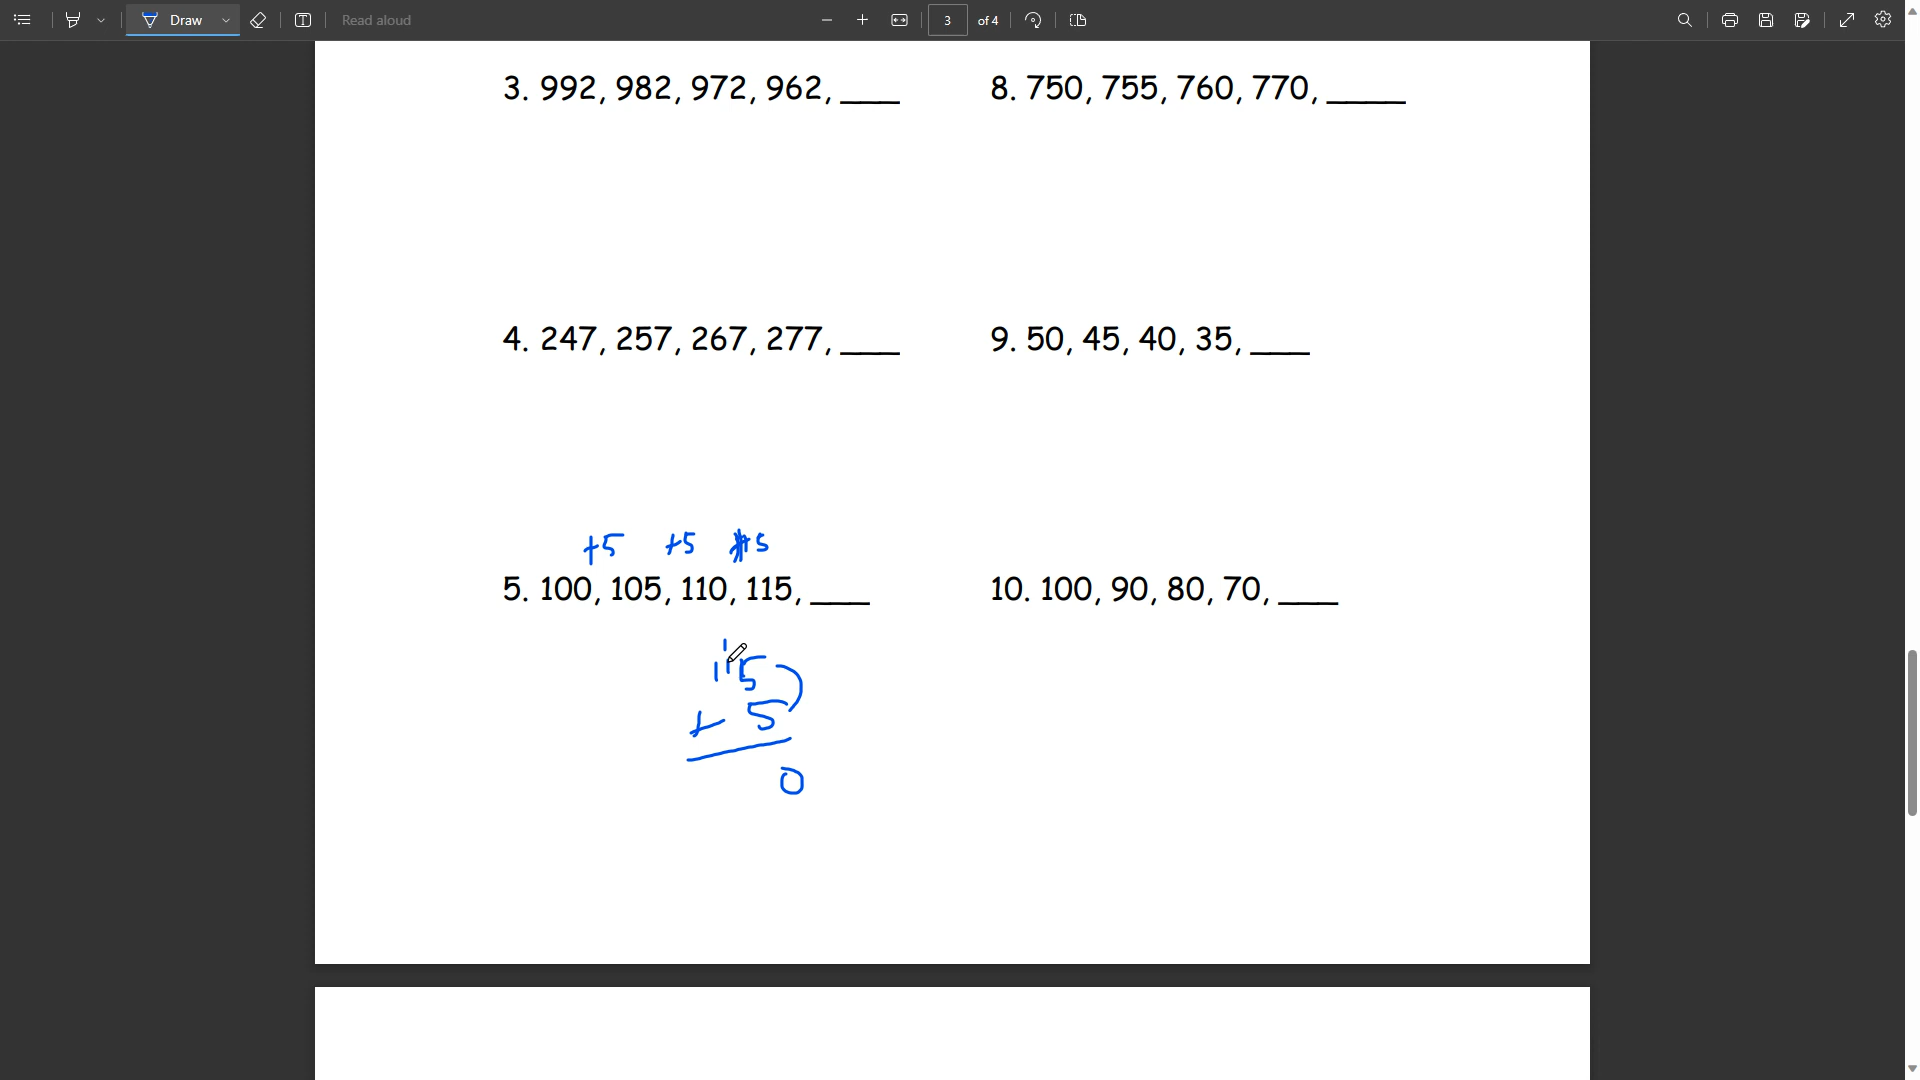 Draw Read aloud 3 of 4
3. 992, 982, 972, 962, ___
8. 750, 755, 760, 770, ____
4. 247, 257, 267, 277, ___
9. 50, 45, 40, 35, ___
+5 +5 +5
5. 100, 105, 110, 115, ___
10. 100, 90, 80, 70, ___
1
115
+ 5
0